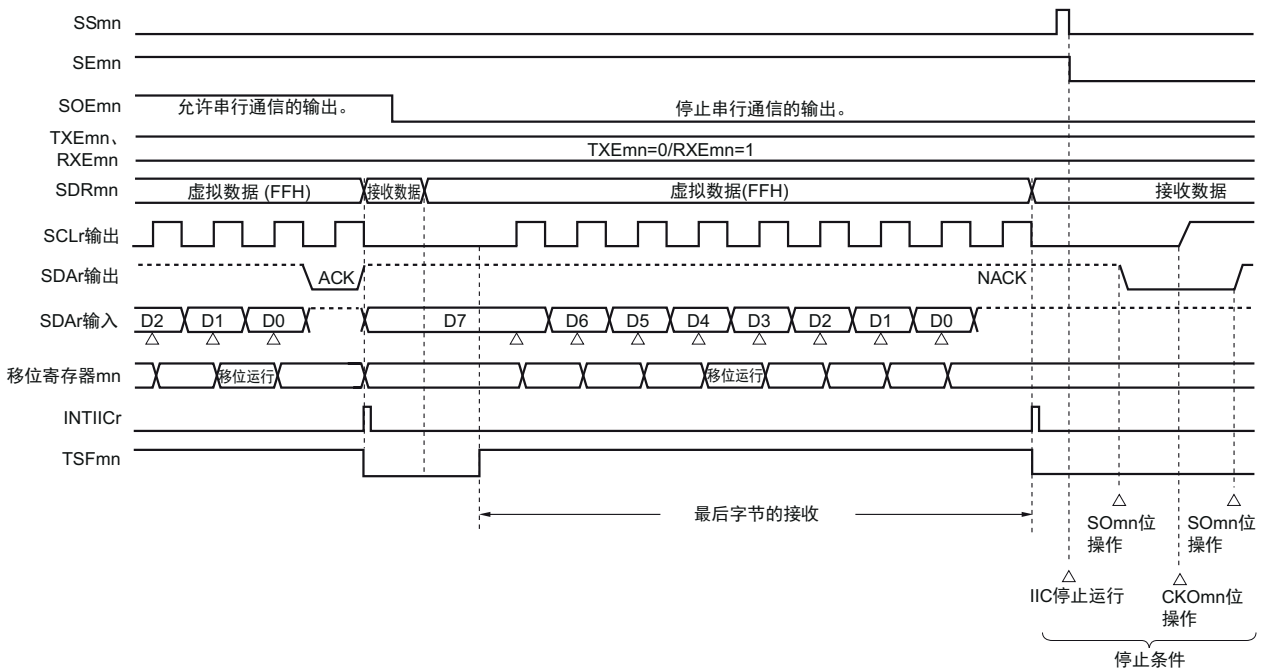 SSmn
SEmn
SOEmn 允许串行通信的输出。 停止串行通信的输出。
TXEmn、
RXEmn
TXEmn=0/RXEmn=1
SDRmn 虚拟数据 (FFH) 接收数据 虚拟数据(FFH) 接收数据
SCLr输出
SDAr输出 ACK NACK
SDAr输入 D2 D1 D0 D7 D6 D5 D4 D3 D2 D1 D0
移位寄存器mn 移位运行 移位运行
INTIICr
TSFmn
最后字节的接收
SOmn位
操作
SOmn位
操作
IIC停止运行
CKOmn位
操作
停止条件